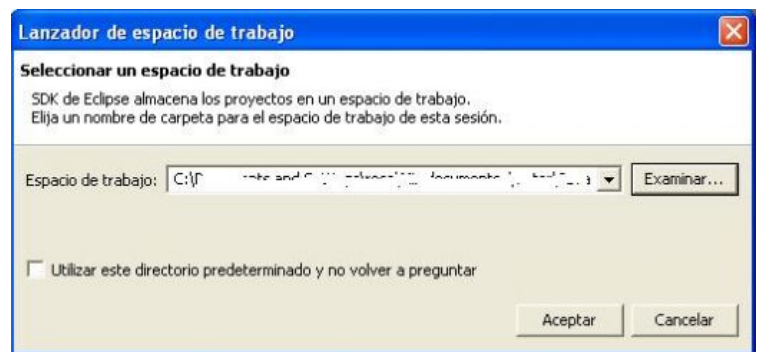 Lanzador de espacio de trabajo
Seleccionar un espacio de trabajo
SDK de Eclipse almacena los proyectos en un espacio de trabajo.
Elija un nombre de carpeta para el espacio de trabajo de esta sesión.
Espacio de trabajo: C:\ and Examinar...
Utilizar este directorio predeterminado y no volver a preguntar
Aceptar Cancelar